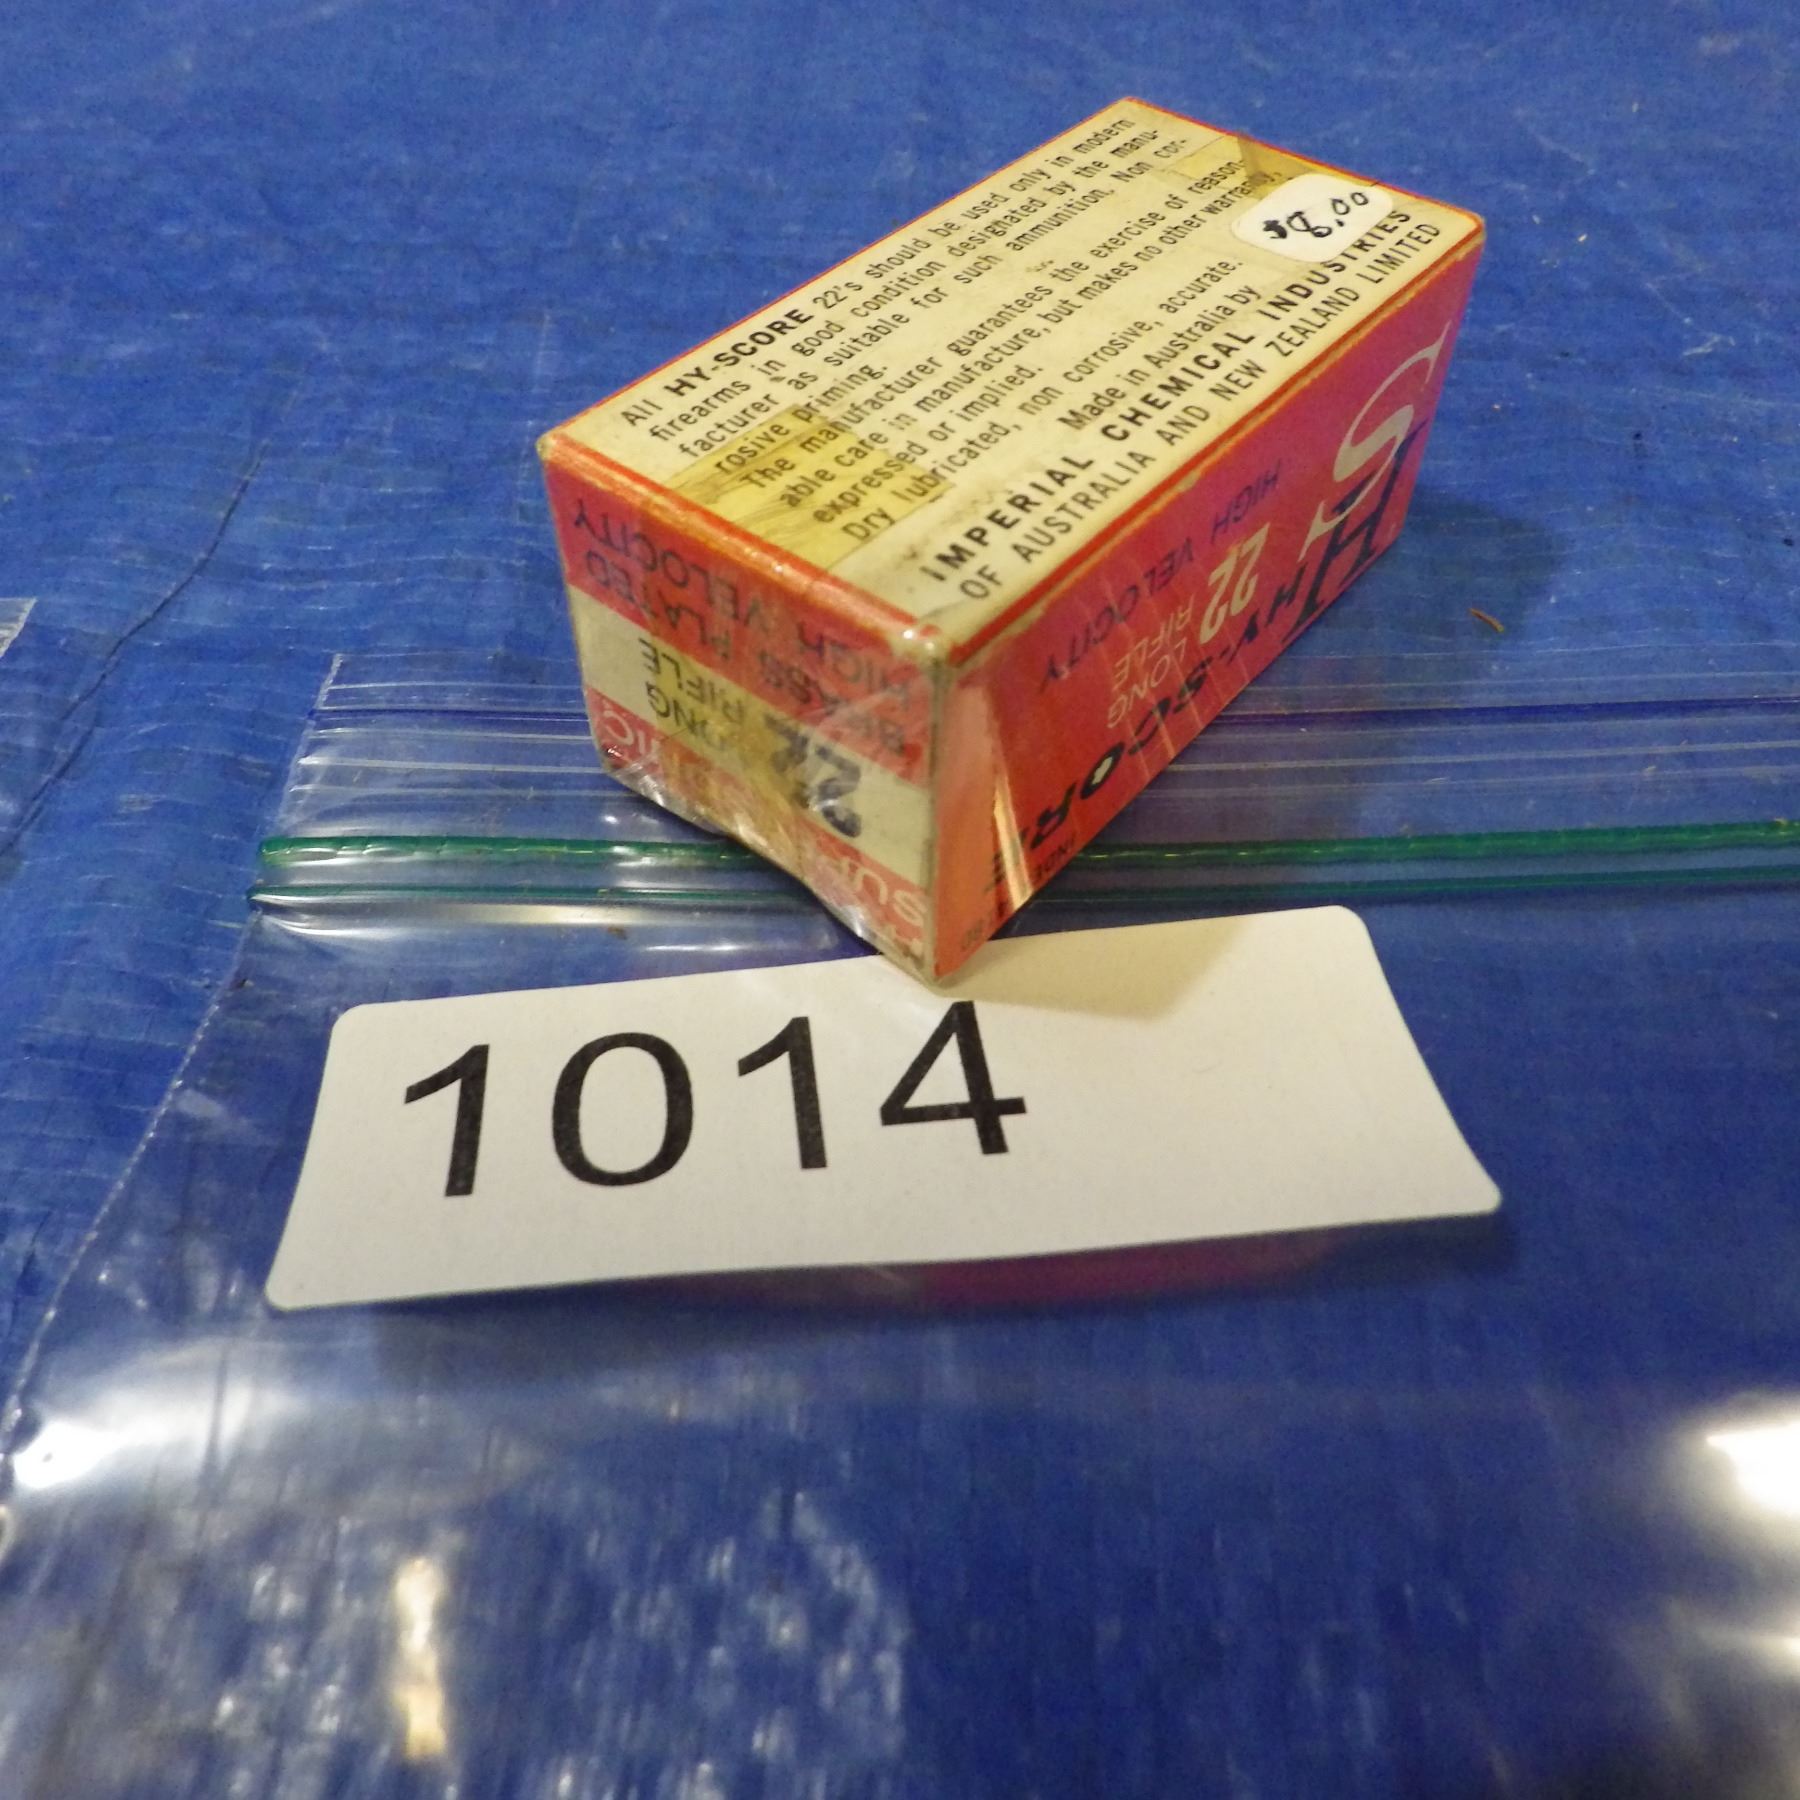 All HY-SCORE 22's should be used only in modern
firearms in good condition designated by the manu-
facturer as suitable for such ammunition. Non cor-
rosive priming.
The manufacturer guarantees the exercise of reason-
able care in manufacture, but makes no other warranty,
expressed or implied.
Dry lubricated, non corrosive, accurate.
Made in Australia by
IMPERIAL CHEMICAL INDUSTRIES
OF AUSTRALIA AND NEW ZEALAND LIMITED
$8.00
BRASS PLATED
HIGH VELOCITY
22 LONG
RIFLE
HY-SCORE
22 LONG
RIFLE
HIGH VELOCITY
1014